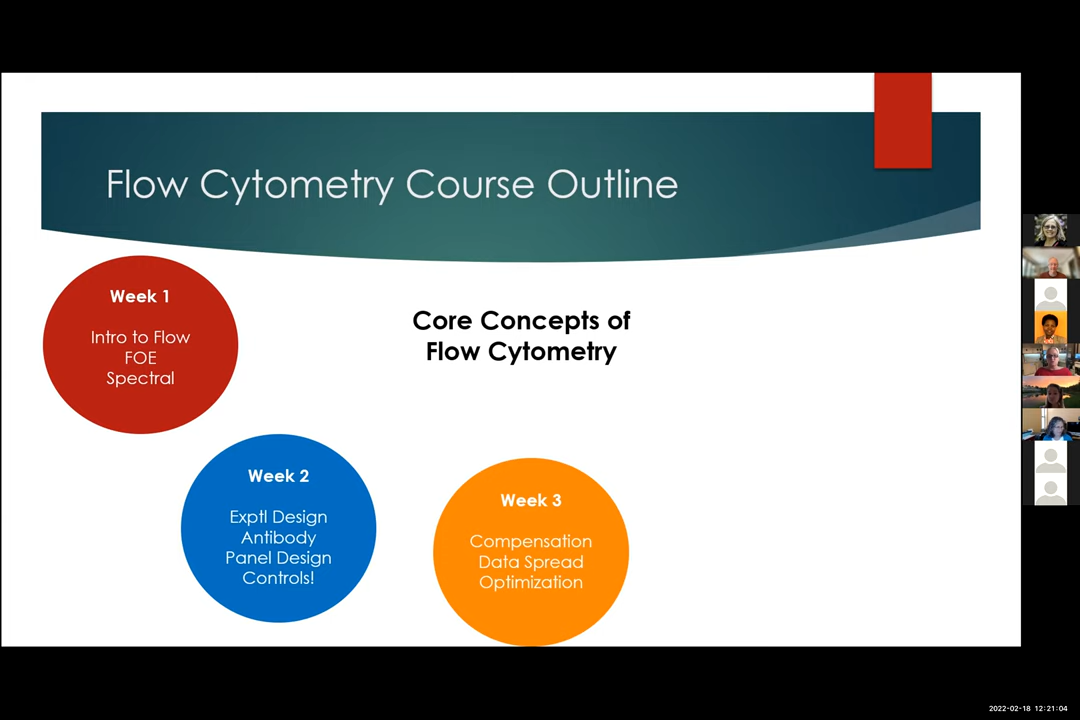 Flow Cytometry Course Outline
Week 1
Intro to Flow
FOE
Spectral
Core Concepts of
Flow Cytometry
Week 2
Exptl Design
Antibody
Panel Design
Controls!
Week 3
Compensation
Data Spread
Optimization
2022-02-18 12:21:04